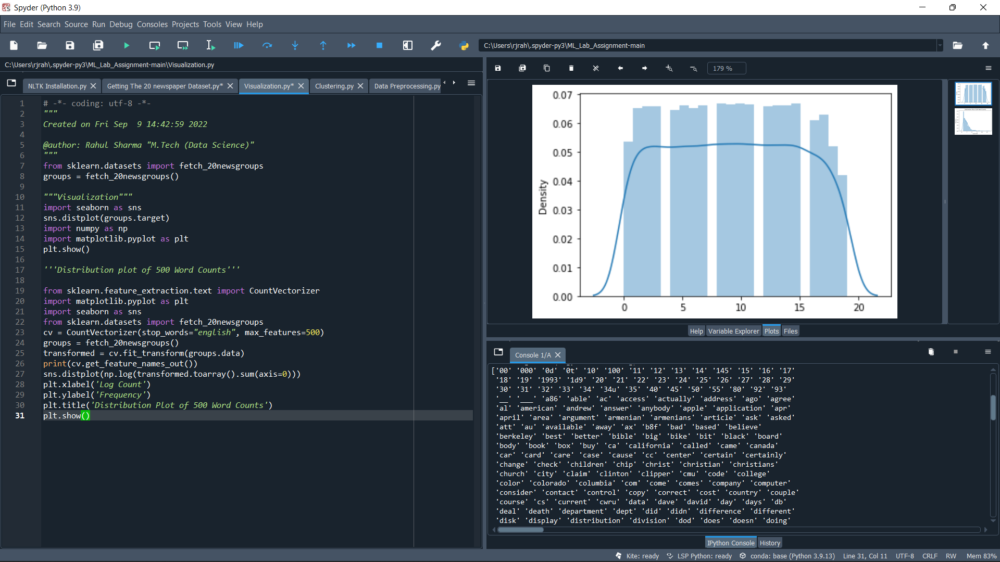 Spyder (Python 3.9)
File Edit Search Source Run Debug Consoles Projects Tools View Help
C:\Users\rjrah\.spyder-py3\ML_Lab_Assignment-main
C:\Users\rjrah\.spyder-py3\ML_Lab_Assignment-main\Visualization.py
NLTK Installation.py Getting The 20 newspaper Dataset.py* Visualization.py* Clustering.py Data Preprocessing.py
1 # -*- coding: utf-8 -*-
2 """
3 Created on Fri Sep  9 14:42:59 2022
4
5 @author: Rahul Sharma "M.Tech (Data Science)"
6 """
7 from sklearn.datasets import fetch_20newsgroups
8 groups = fetch_20newsgroups()
9
10 """Visualization"""
11 import seaborn as sns
12 sns.distplot(groups.target)
13 import numpy as np
14 import matplotlib.pyplot as plt
15 plt.show()
16
17 '''Distribution plot of 500 Word Counts'''
18
19 from sklearn.feature_extraction.text import CountVectorizer
20 import matplotlib.pyplot as plt
21 import seaborn as sns
22 from sklearn.datasets import fetch_20newsgroups
23 cv = CountVectorizer(stop_words="english", max_features=500)
24 groups = fetch_20newsgroups()
25 transformed = cv.fit_transform(groups.data)
26 print(cv.get_feature_names_out())
27 sns.distplot(np.log(transformed.toarray().sum(axis=0)))
28 plt.xlabel('Log Count')
29 plt.ylabel('Frequency')
30 plt.title('Distribution Plot of 500 Word Counts')
31 plt.show()
179 %
0.07
0.06
0.05
0.04
0.03
0.02
0.01
0.00
Density
0 5 10 15 20
Help Variable Explorer Plots Files
Console 1/A
['00' '000' '0d' '0t' '10' '100' '11' '12' '13' '14' '145' '15' '16' '17'
'18' '19' '1993' '1d9' '20' '21' '22' '23' '24' '25' '26' '27' '28' '29'
'30' '31' '32' '33' '34' '34u' '35' '40' '45' '50' '55' '80' '92' '93'
'__' '___' 'a86' 'able' 'ac' 'access' 'actually' 'address' 'ago' 'agree'
'al' 'american' 'andrew' 'answer' 'anybody' 'apple' 'application' 'apr'
'april' 'area' 'argument' 'armenian' 'armenians' 'article' 'ask' 'asked'
'att' 'au' 'available' 'away' 'ax' 'b8f' 'bad' 'based' 'believe'
'berkeley' 'best' 'better' 'bible' 'big' 'bike' 'bit' 'black' 'board'
'body' 'book' 'box' 'buy' 'ca' 'california' 'called' 'came' 'canada'
'car' 'card' 'care' 'case' 'cause' 'cc' 'center' 'certain' 'certainly'
'change' 'check' 'children' 'chip' 'christ' 'christian' 'christians'
'church' 'city' 'claim' 'clinton' 'clipper' 'cmu' 'code' 'college'
'color' 'colorado' 'columbia' 'com' 'come' 'comes' 'company' 'computer'
'consider' 'contact' 'control' 'copy' 'correct' 'cost' 'country' 'couple'
'course' 'cs' 'current' 'cwru' 'data' 'dave' 'david' 'day' 'days' 'db'
'deal' 'death' 'department' 'dept' 'did' 'didn' 'difference' 'different'
'disk' 'display' 'distribution' 'division' 'dod' 'does' 'doesn' 'doing'
IPython Console History
Kite: ready LSP Python: ready conda: base (Python 3.9.13) Line 31, Col 11 UTF-8 CRLF RW Mem 83%